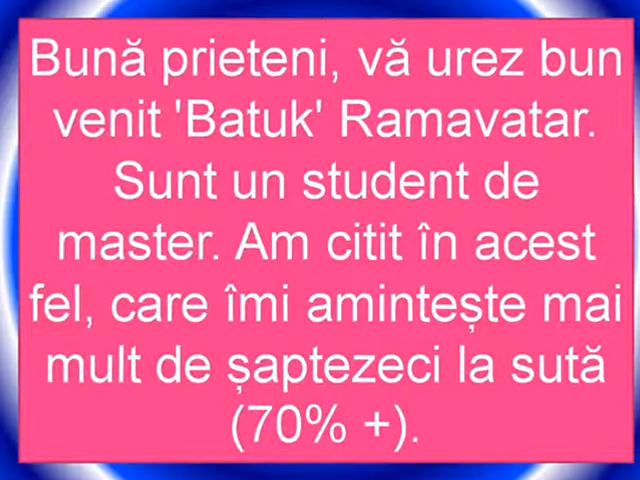 Bună prieteni, vă urez bun
venit 'Batuk' Ramavatar.
Sunt un student de
master. Am citit în acest
fel, care îmi amintește mai
mult de șaptezeci la sută
(70% +).